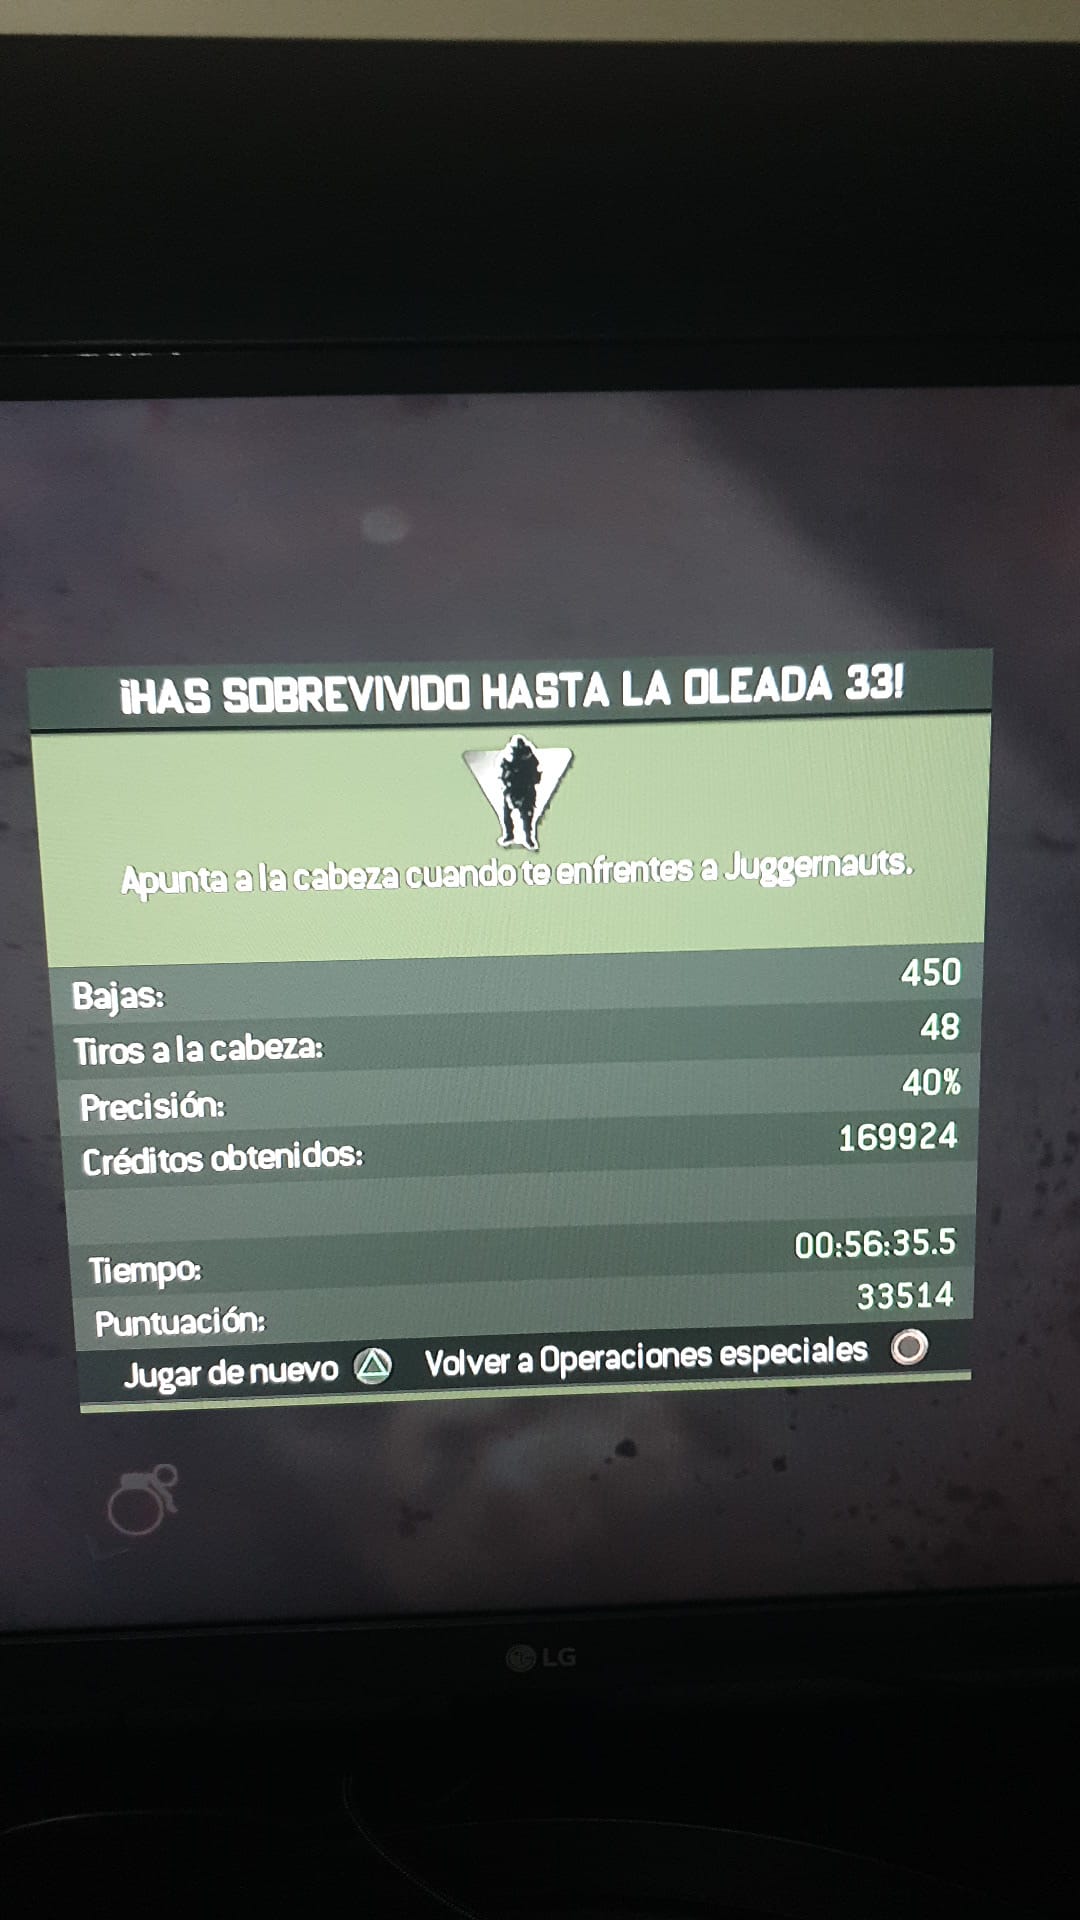 ¡HAS SOBREVIVIDO HASTA LA OLEADA 33!
Apunta a la cabeza cuando te enfrentes a Juggernauts.
Bajas: 450
Tiros a la cabeza: 48
Precisión: 40%
Créditos obtenidos: 169924
Tiempo: 00:56:35.5
Puntuación: 33514
Jugar de nuevo Volver a Operaciones especiales
LG